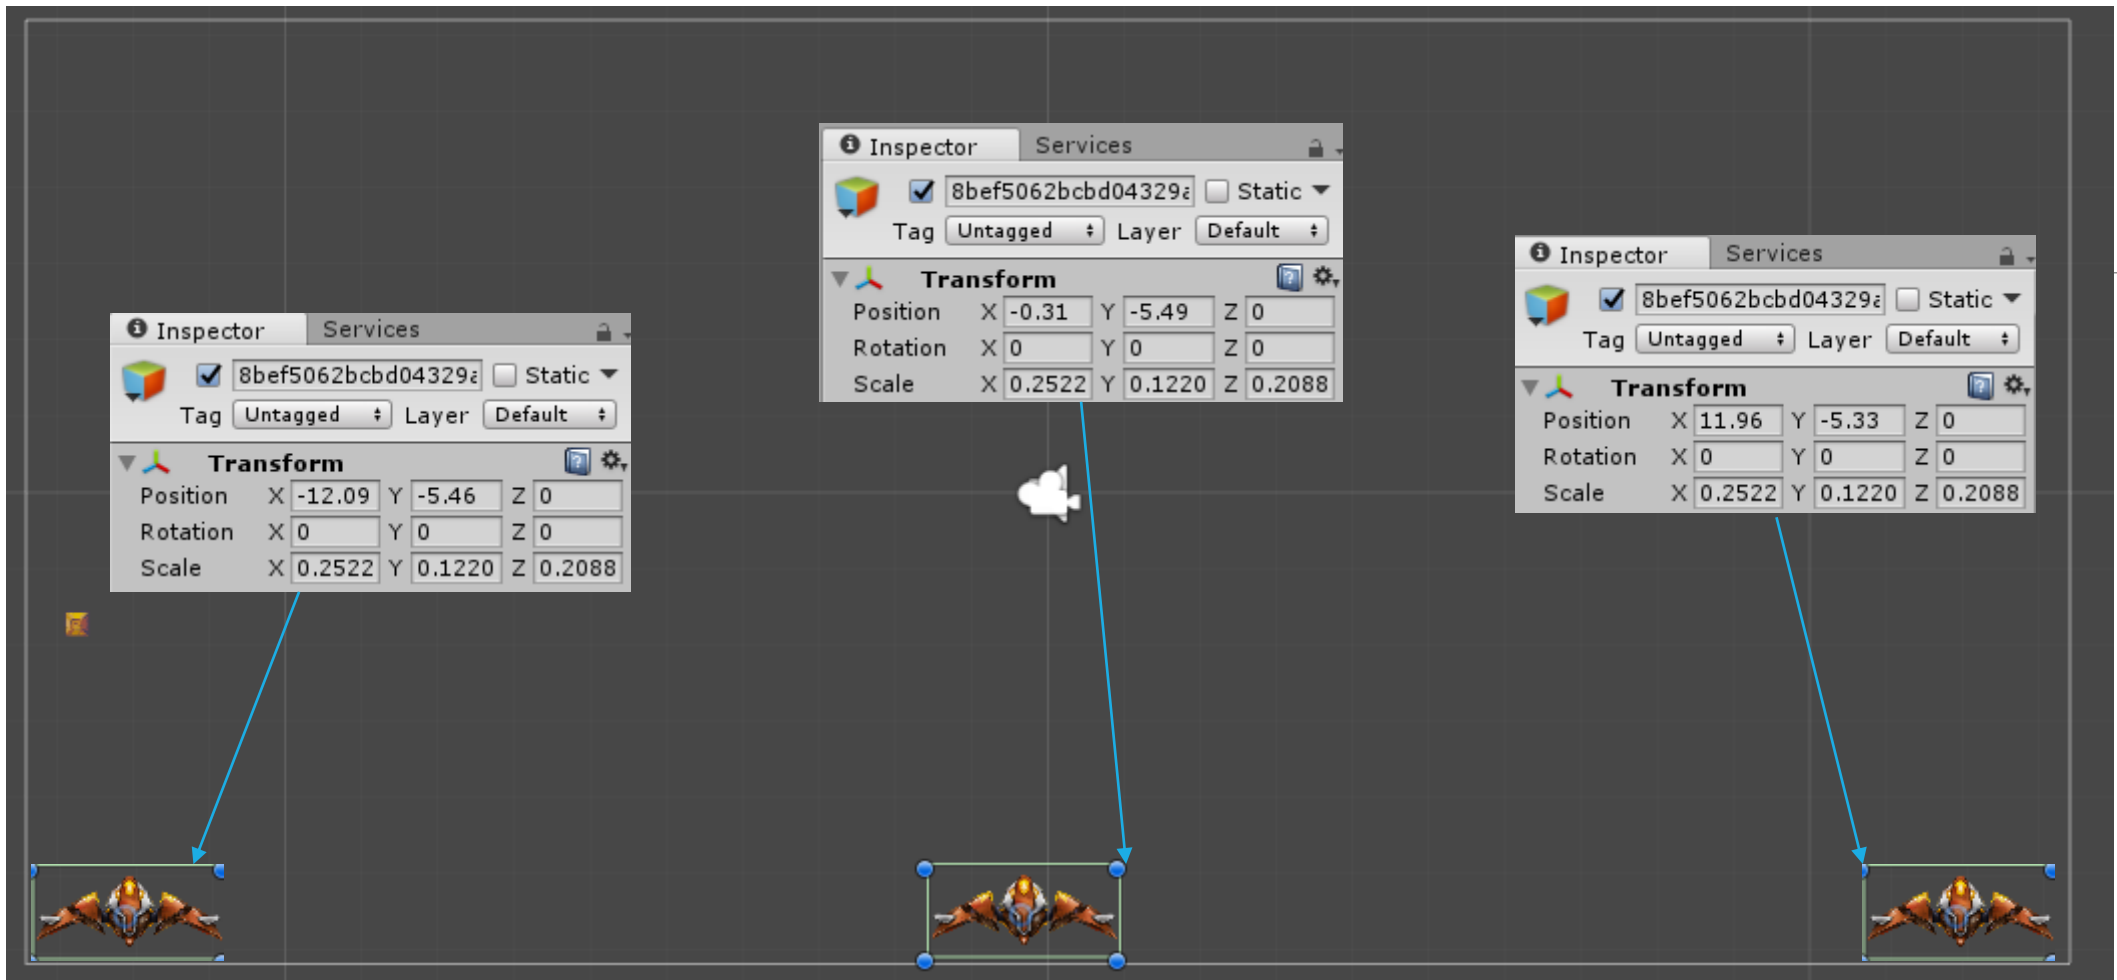 Inspector Services
8bef5062bcbd04329 Static
Tag Untagged Layer Default
Transform
Position X -12.09 Y -5.46 Z 0
Rotation X 0 Y 0 Z 0
Scale X 0.2522 Y 0.1220 Z 0.2088
Inspector Services
8bef5062bcbd04329 Static
Tag Untagged Layer Default
Transform
Position X -0.31 Y -5.49 Z 0
Rotation X 0 Y 0 Z 0
Scale X 0.2522 Y 0.1220 Z 0.2088
Inspector Services
8bef5062bcbd04329 Static
Tag Untagged Layer Default
Transform
Position X 11.96 Y -5.33 Z 0
Rotation X 0 Y 0 Z 0
Scale X 0.2522 Y 0.1220 Z 0.2088